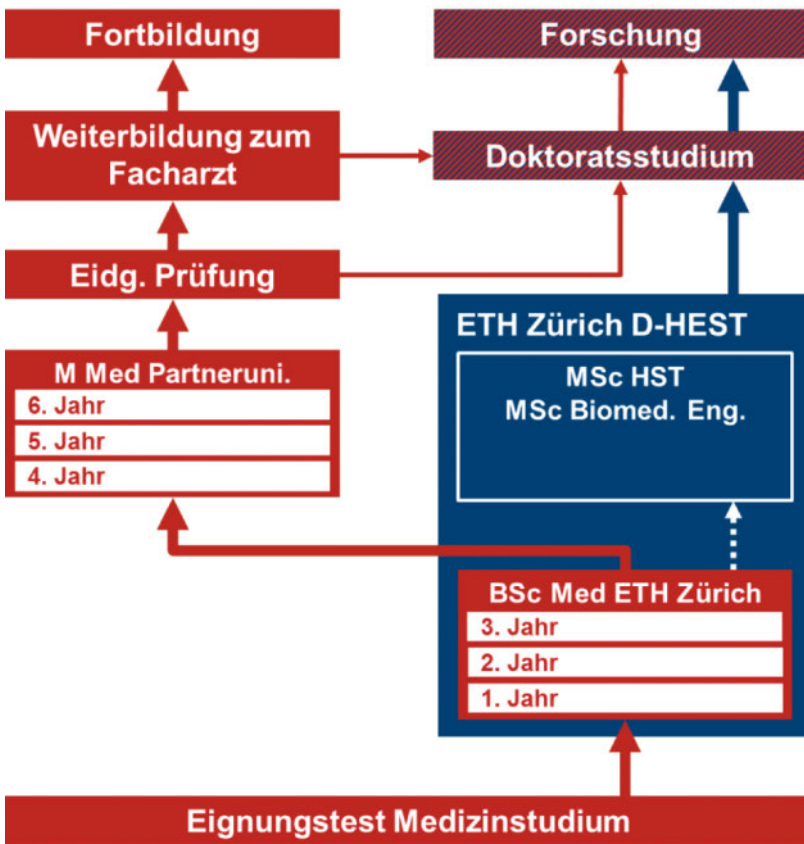 Fortbildung
Forschung
Weiterbildung zum
Facharzt
Doktoratsstudium
Eidg. Prüfung
ETH Zürich D-HEST
M Med Partneruni.
6. Jahr
5. Jahr
4. Jahr
MSc HST
MSc Biomed. Eng.
BSc Med ETH Zürich
3. Jahr
2. Jahr
1. Jahr
Eignungstest Medizinstudium